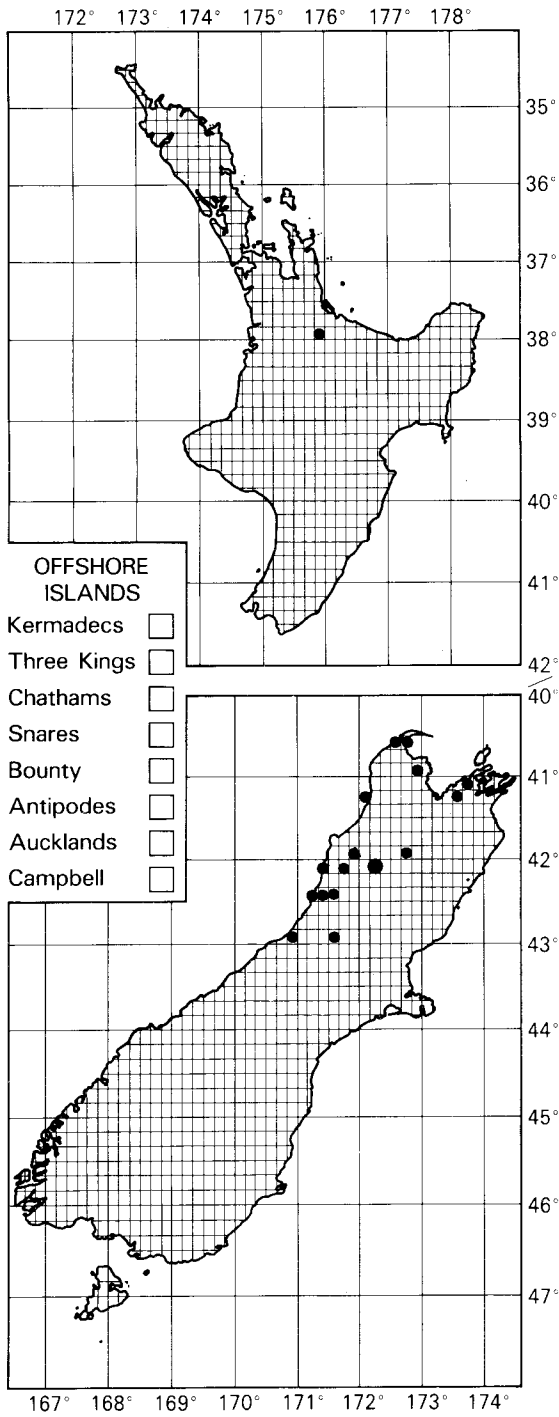 172° 173° 174° 175° 176° 177° 178°
35°
36°
37°
38°
39°
40°
41°
42°
OFFSHORE
ISLANDS
Kermadecs
Three Kings
Chathams
Snares
Bounty
Antipodes
Aucklands
Campbell
40°
41°
42°
43°
44°
45°
46°
47°
167° 168° 169° 170° 171° 172° 173° 174°